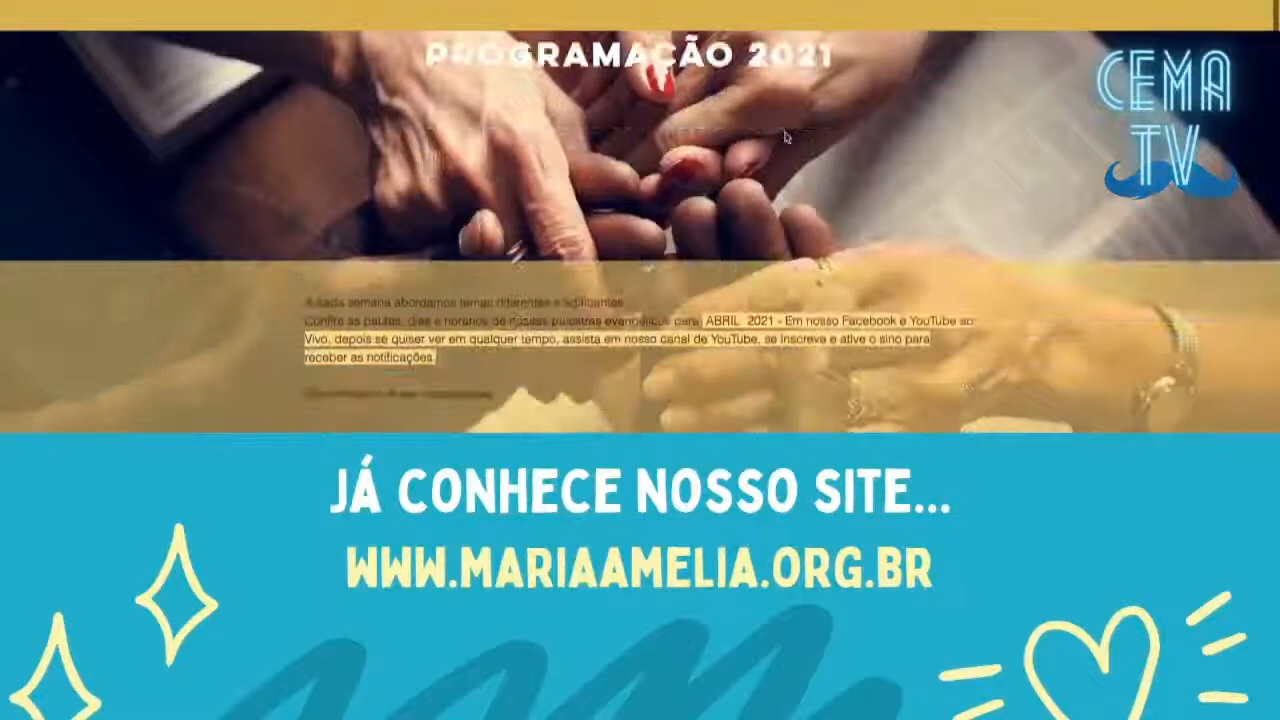 PROGRAMAÇÃO 2021
CEMA
TV
A cada semana abordamos temas diferentes e edificantes
Confira as pautas, dias e horários de nossas palestras evangélicas para ABRIL 2021 - Em nosso Facebook e YouTube ao
Vivo, depois se quiser ver em qualquer tempo, assista em nosso canal de YouTube, se inscreva e ative o sino para
receber as notificações.
JÁ CONHECE NOSSO SITE...
WWW.MARIAAMELIA.ORG.BR